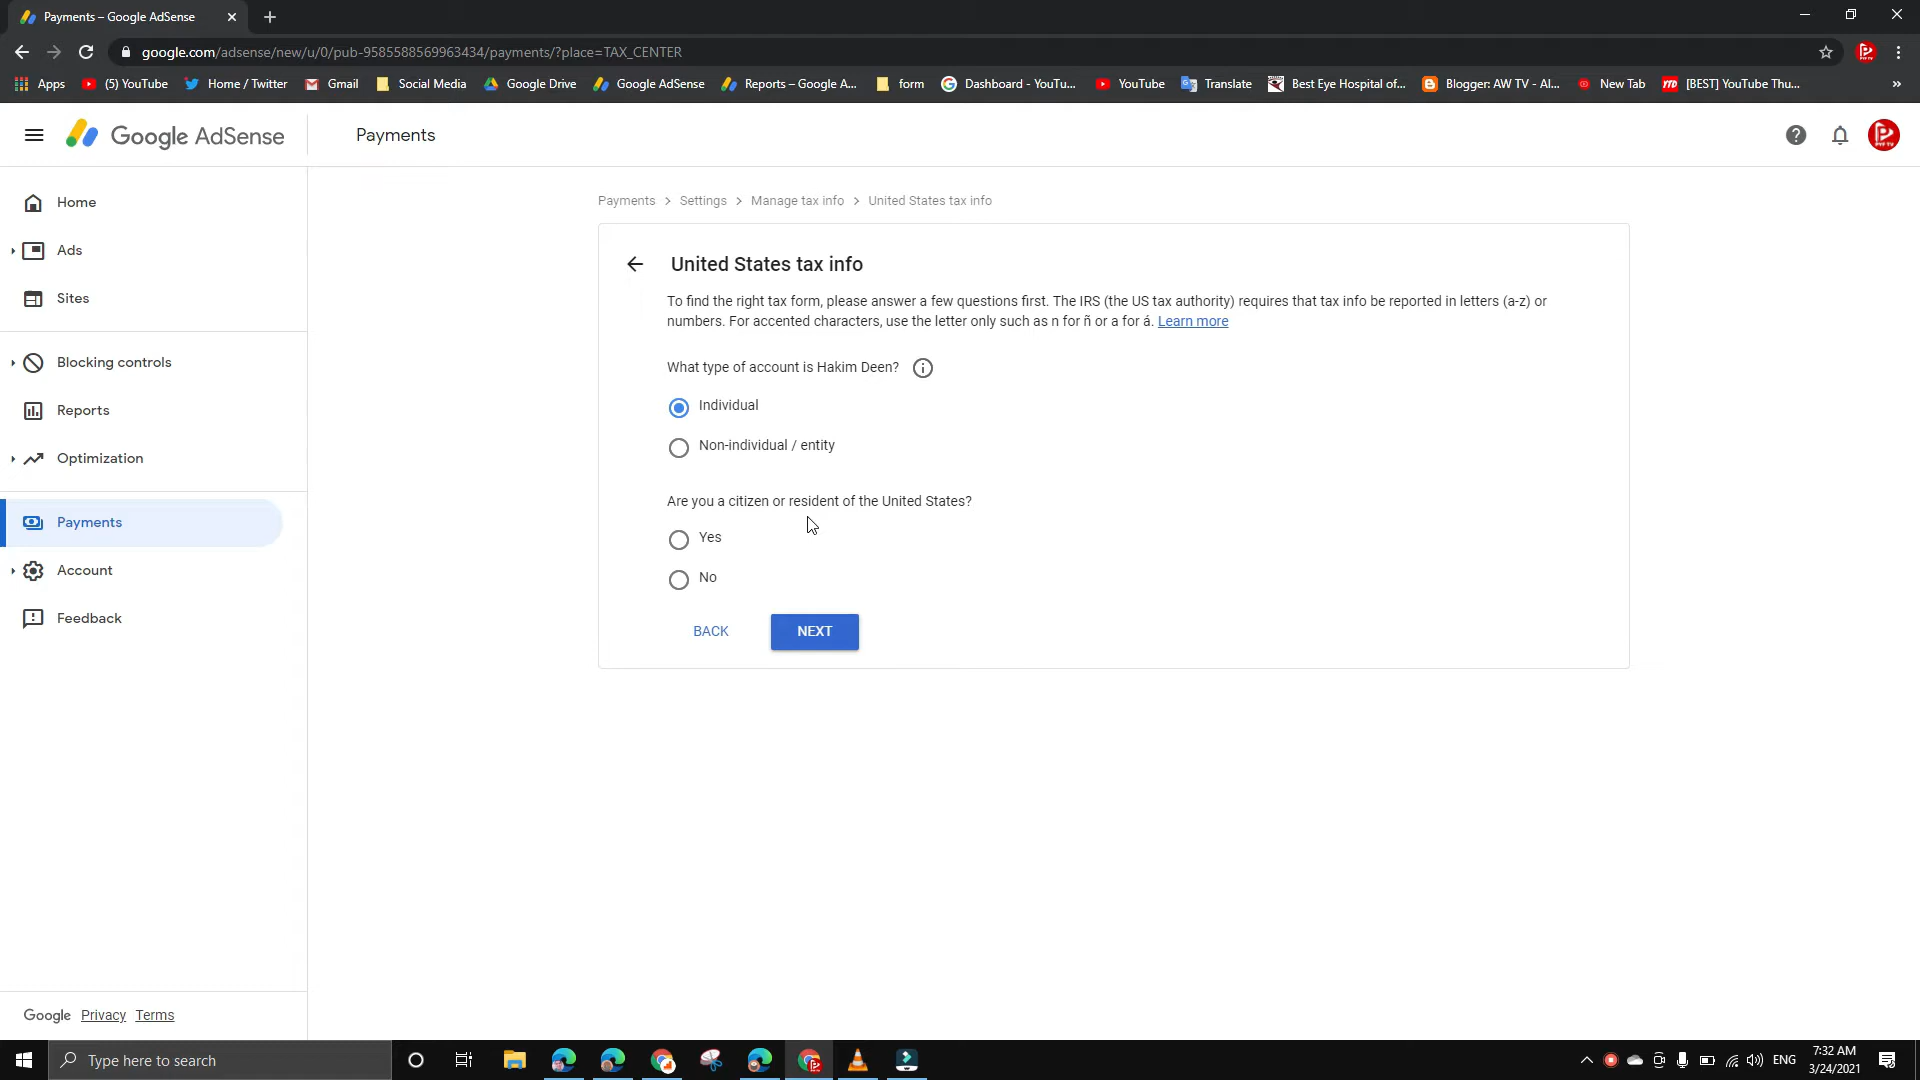 Payments – Google AdSense
google.com/adsense/new/u/0/pub-9585588569963434/payments/?place=TAX_CENTER
Apps (5) YouTube Home / Twitter Gmail Social Media Google Drive Google AdSense Reports – Google A... form Dashboard - YouTu... YouTube Translate Best Eye Hospital of... Blogger: AW TV - Al... New Tab YTD [BEST] YouTube Thu... »
Google AdSense
Payments
Home
Ads
Sites
Blocking controls
Reports
Optimization
Payments
Account
Feedback
Google Privacy Terms
Payments > Settings > Manage tax info > United States tax info
United States tax info
To find the right tax form, please answer a few questions first. The IRS (the US tax authority) requires that tax info be reported in letters (a-z) or
numbers. For accented characters, use the letter only such as n for ñ or a for á. Learn more
What type of account is Hakim Deen?
Individual
Non-individual / entity
Are you a citizen or resident of the United States?
Yes
No
BACK NEXT
Type here to search
ENG
7:32 AM
3/24/2021